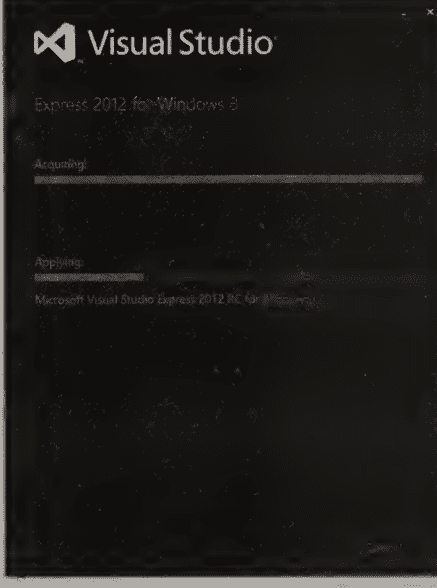 Visual Studio
Express 2012 for Windows 8
Acquiring:
Applying:
Microsoft Visual Studio Express 2012 RC for